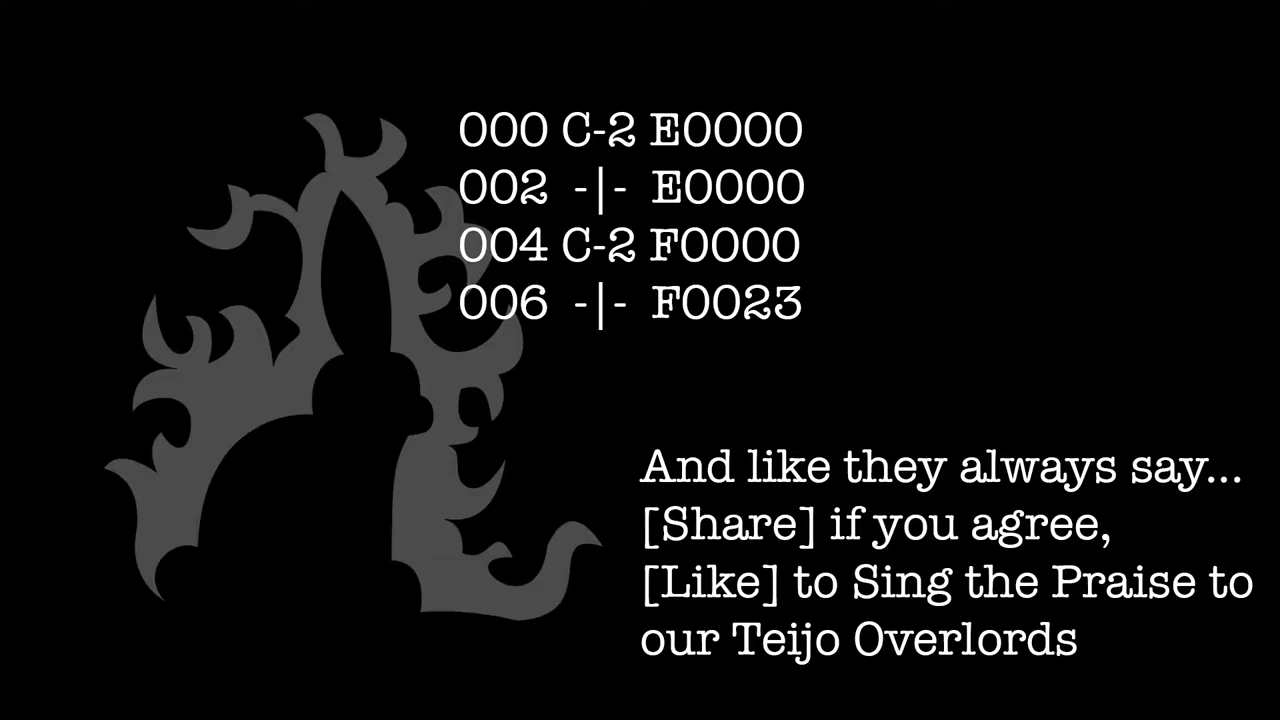 000 C-2 E0000
002 -|- E0000
004 C-2 F0000
006 -|- F0023
And like they always say...
[Share] if you agree,
[Like] to Sing the Praise to
our Teijo Overlords